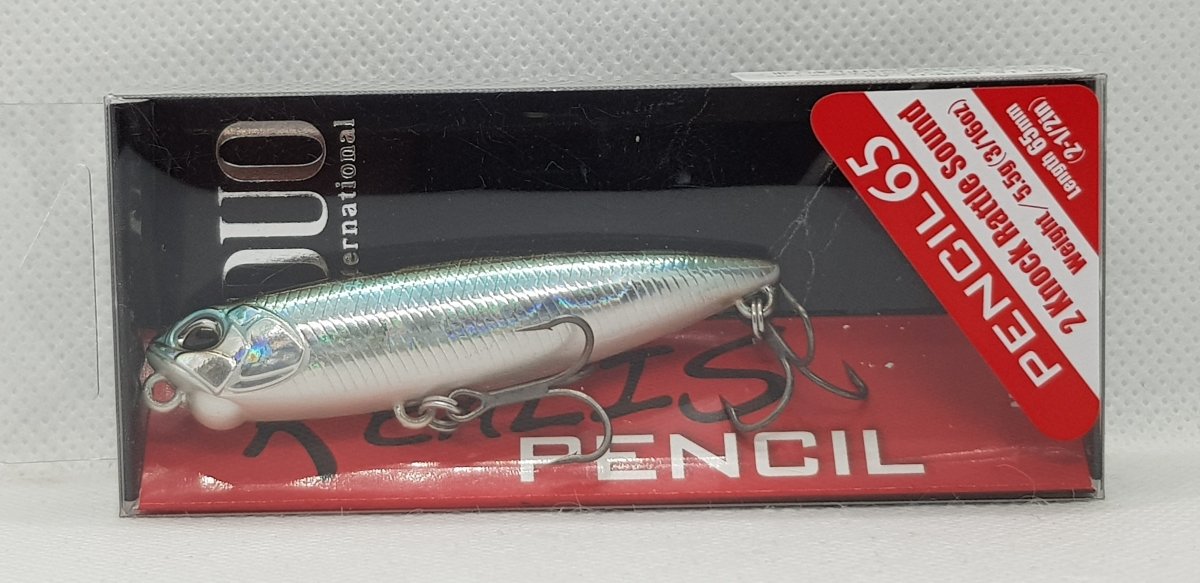 DUO
International
PENCIL 65
2 Knock Rattle Sound
Weight / 5.5g (3/16oz)
Length 65mm
(2-1/2in)
REALIS
PENCIL